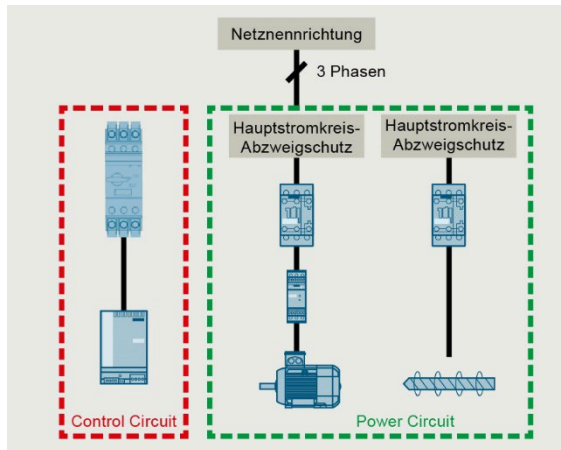 Netznennrichtung
3 Phasen
Hauptstromkreis-
Abzweigschutz
Hauptstromkreis-
Abzweigschutz
Control Circuit
Power Circuit